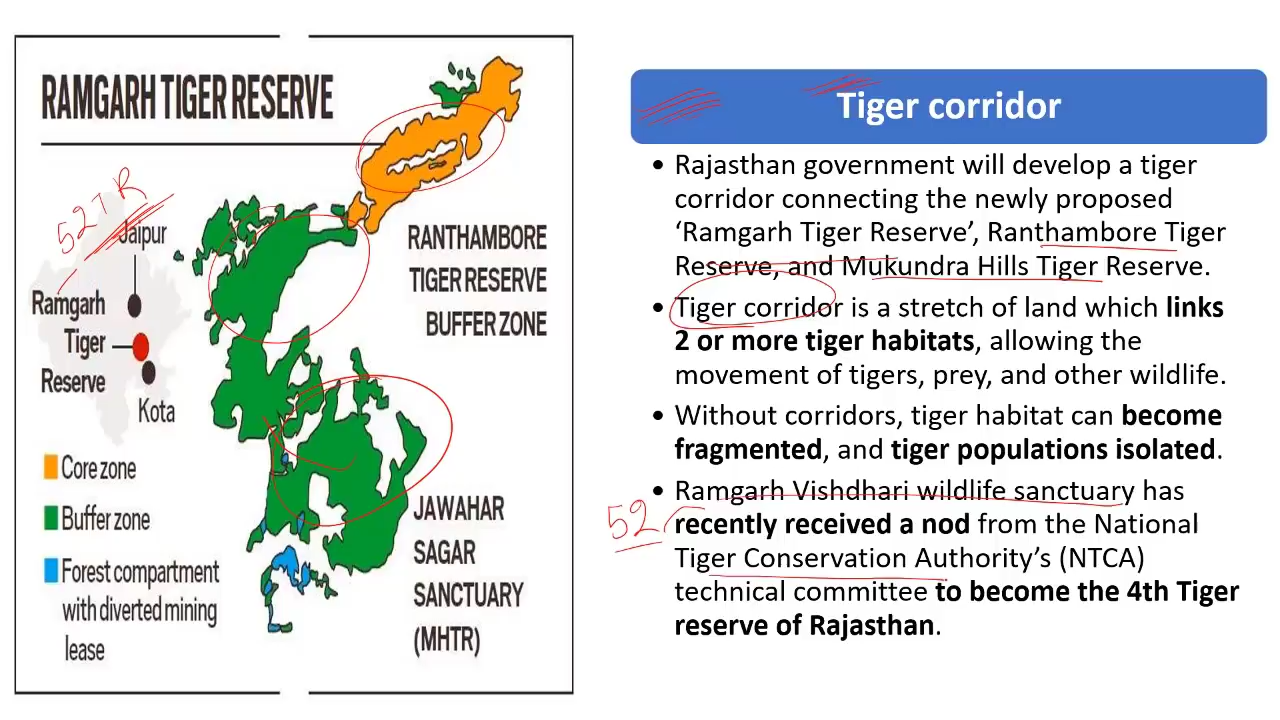 RAMGARH TIGER RESERVE
52 TR
Jaipur
Ramgarh
Tiger
Reserve
Kota
RANTHAMBORE
TIGER RESERVE
BUFFER ZONE
Core zone
Buffer zone
Forest compartment
with diverted mining
lease
JAWAHAR
SAGAR
SANCTUARY
(MHTR)
Tiger corridor
• Rajasthan government will develop a tiger
corridor connecting the newly proposed
‘Ramgarh Tiger Reserve’, Ranthambore Tiger
Reserve, and Mukundra Hills Tiger Reserve.
• Tiger corridor is a stretch of land which links
2 or more tiger habitats, allowing the
movement of tigers, prey, and other wildlife.
• Without corridors, tiger habitat can become
fragmented, and tiger populations isolated.
• Ramgarh Vishdhari wildlife sanctuary has
52
recently received a nod from the National
Tiger Conservation Authority’s (NTCA)
technical committee to become the 4th Tiger
reserve of Rajasthan.